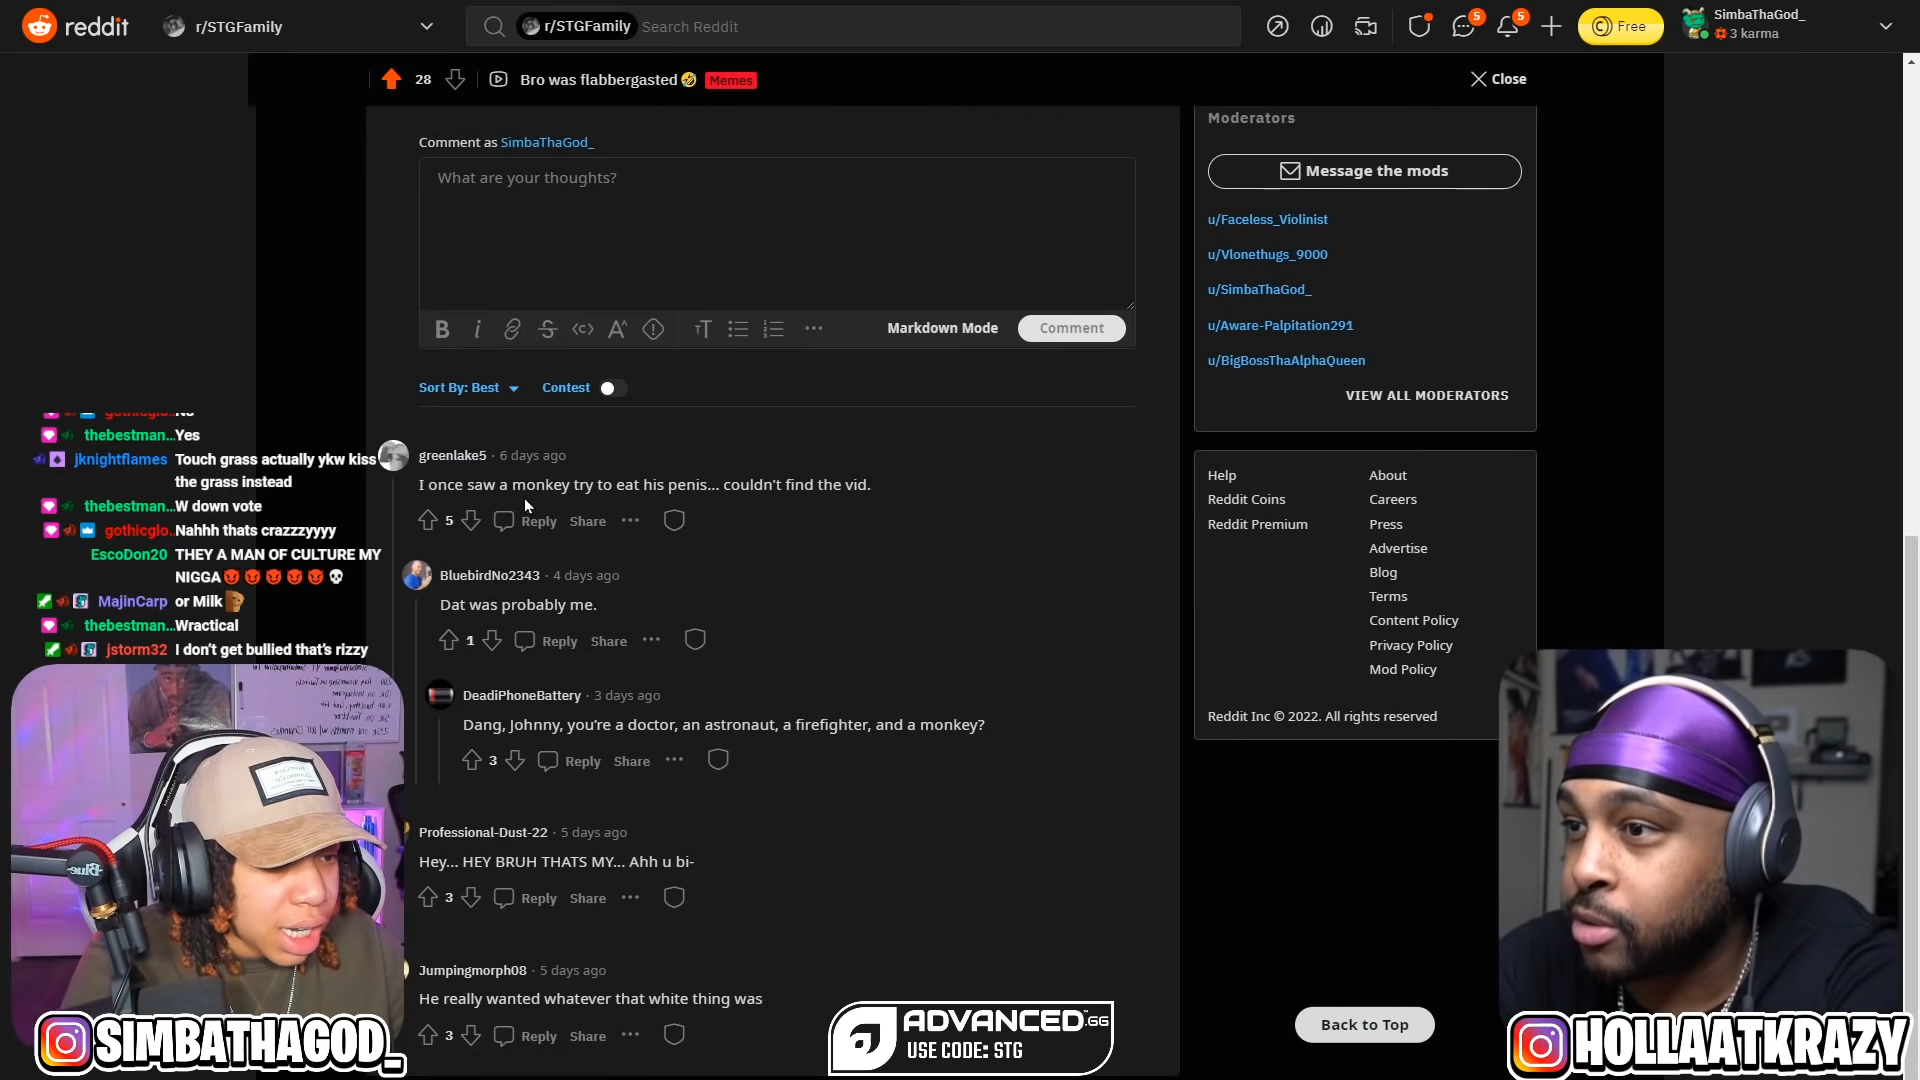 reddit
r/STGFamily
r/STGFamily Search Reddit
5
5
Free
SimbaThaGod_
3 karma
28 Bro was flabbergasted🤣 Memes
Close
Comment as SimbaThaGod_
What are your thoughts?
B i <c> A T
Markdown Mode
Comment
Sort By: Best
Contest
greenlake5 · 6 days ago
I once saw a monkey try to eat his penis... couldn't find the vid.
5 Reply Share ···
BluebirdNo2343 · 4 days ago
Dat was probably me.
1 Reply Share ···
DeadiPhoneBattery · 3 days ago
Dang, Johnny, you’re a doctor, an astronaut, a firefighter, and a monkey?
3 Reply Share ···
Professional-Dust-22 · 5 days ago
Hey... HEY BRUH THATS MY... Ahh u bi-
3 Reply Share ···
Jumpingmorph08 · 5 days ago
He really wanted whatever that white thing was
3 Reply Share ···
Moderators
Message the mods
u/Faceless_Violinist
u/Vlonethugs_9000
u/SimbaThaGod_
u/Aware-Palpitation291
u/BigBossThaAlphaQueen
VIEW ALL MODERATORS
Help
About
Reddit Coins
Careers
Reddit Premium
Press
Advertise
Blog
Terms
Content Policy
Privacy Policy
Mod Policy
Reddit Inc © 2022. All rights reserved
Back to Top
gothicglo.. No
thebestman... Yes
jknightflames Touch grass actually ykw kiss
the grass instead
thebestman... W down vote
gothicglo.. Nahhh thats crazzzyyyy
EscoDon20 THEY A MAN OF CULTURE MY
NIGGA😈😈😈😈😈💀
MajinCarp or Milk
thebestman... Wractical
jstorm32 I don’t get bullied that’s rizzy
Blue
SIMBATHAGOD_
ADVANCED.GG
USE CODE: STG
HOLLAATKRAZY